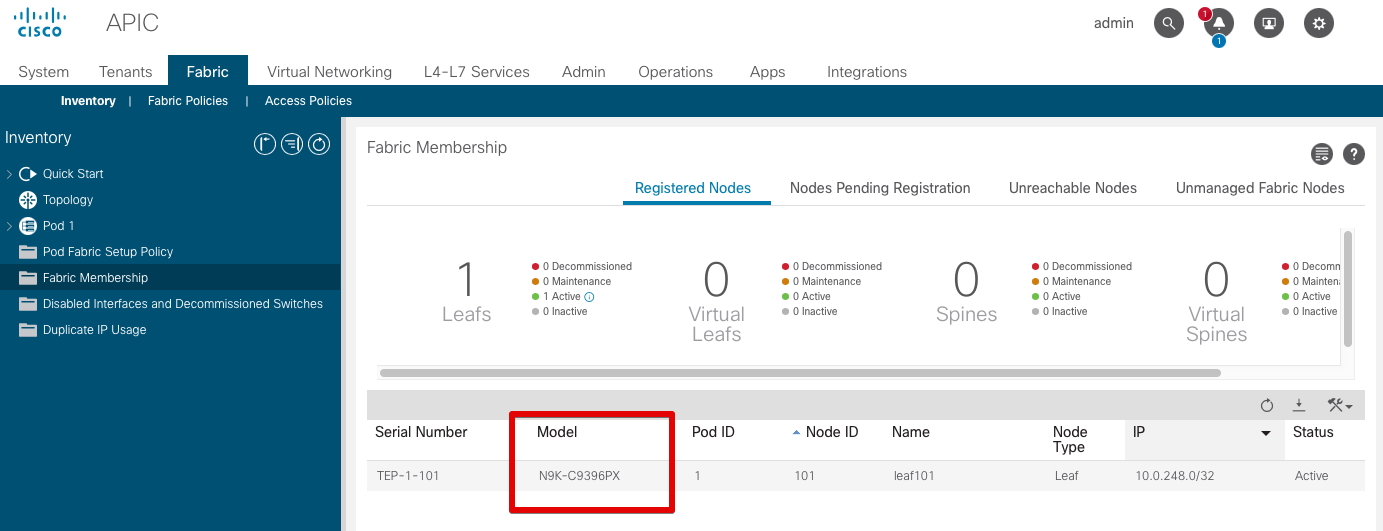 CISCO
APIC
admin
1
1
System Tenants Fabric Virtual Networking L4-L7 Services Admin Operations Apps Integrations
Inventory | Fabric Policies | Access Policies
Inventory
Quick Start
Topology
Pod 1
Pod Fabric Setup Policy
Fabric Membership
Disabled Interfaces and Decommissioned Switches
Duplicate IP Usage
Fabric Membership
?
Registered Nodes Nodes Pending Registration Unreachable Nodes Unmanaged Fabric Nodes
1
Leafs
0 Decommissioned
0 Maintenance
1 Active
0 Inactive
0
Virtual
Leafs
0 Decommissioned
0 Maintenance
0 Active
0 Inactive
0
Spines
0 Decommissioned
0 Maintenance
0 Active
0 Inactive
0
Virtual
Spines
0 Decomm
0 Mainten
0 Active
0 Inactive
Serial Number Model Pod ID Node ID Name Node Type IP Status
TEP-1-101 N9K-C9396PX 1 101 leaf101 Leaf 10.0.248.0/32 Active